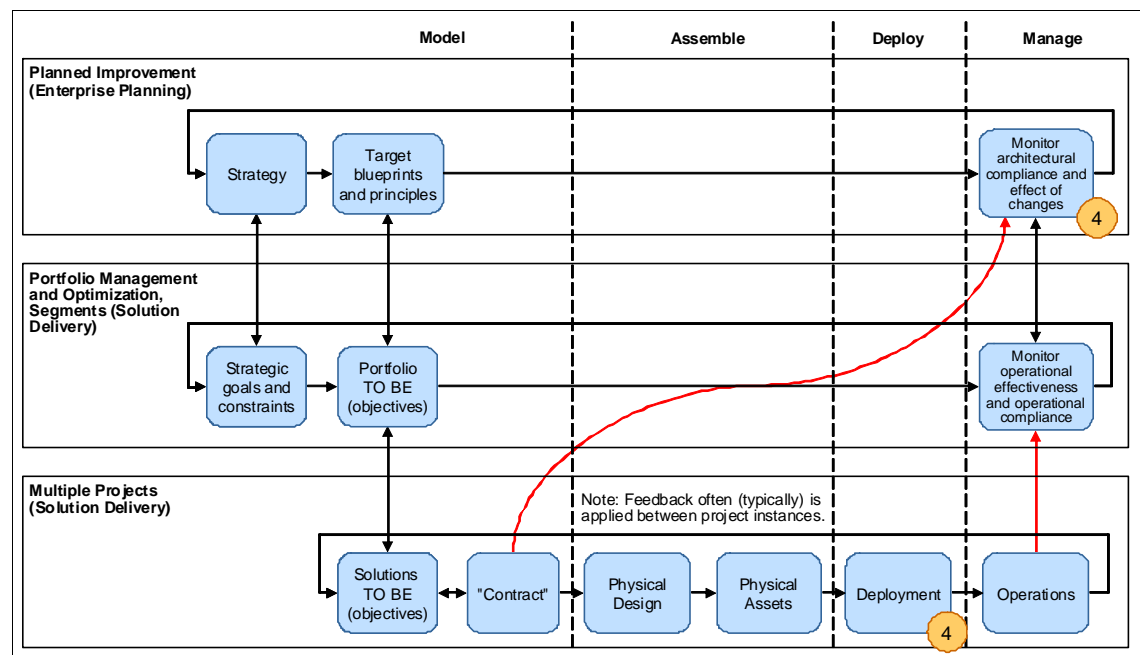 Model
Assemble
Deploy
Manage
Planned Improvement
(Enterprise Planning)
Strategy
Target
blueprints
and principles
Monitor
architectural
compliance and
effect of
changes
4
Portfolio Management
and Optimization,
Segments (Solution
Delivery)
Strategic
goals and
constraints
Portfolio
TO BE
(objectives)
Monitor
operational
effectiveness
and operational
compliance
Multiple Projects
(Solution Delivery)
Note: Feedback often (typically) is
applied between project instances.
Solutions
TO BE
(objectives)
"Contract"
Physical
Design
Physical
Assets
Deployment
4
Operations